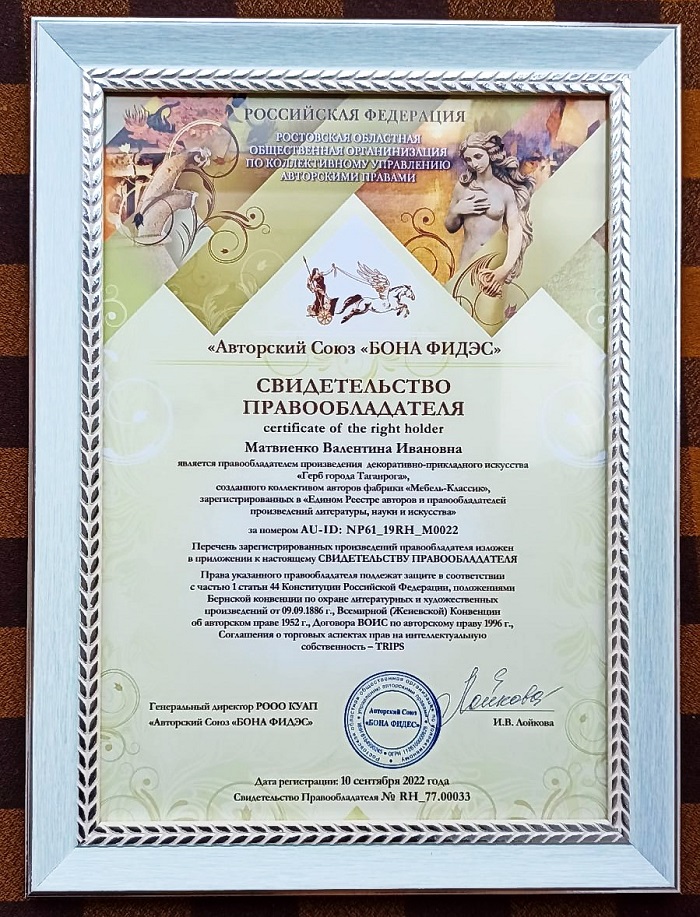 РОССИЙСКАЯ ФЕДЕРАЦИЯ
РОСТОВСКАЯ ОБЛАСТНАЯ
ОБЩЕСТВЕННАЯ ОРГАНИНИЗАЦИЯ
ПО КОЛЛЕКТИВНОМУ УПРАВЛЕНИЮ
АВТОРСКИМИ ПРАВАМИ
«Авторский Союз «БОНА ФИДЭС»
СВИДЕТЕЛЬСТВО
ПРАВООБЛАДАТЕЛЯ
certificate of the right holder
Матвиенко Валентина Ивановна
является правообладателем произведения декоративно-прикладного искусства
«Герб города Таганрога»,
созданного коллективом авторов фабрики «Мебель-Классик»,
зарегистрированных в «Едином Реестре авторов и правообладателей
произведений литературы, науки и искусства»
за номером AU-ID: NP61_19RH_M0022
Перечень зарегистрированных произведений правообладателя изложен
в приложении к настоящему СВИДЕТЕЛЬСТВУ ПРАВООБЛАДАТЕЛЯ
Права указанного правообладателя подлежат защите в соответствии
с частью 1 статьи 44 Конституции Российской Федерации, положениями
Бернской конвенции по охране литературных и художественных
произведений от 09.09.1886 г., Всемирной (Женевской) Конвенции
об авторском праве 1952 г., Договора ВОИС по авторскому праву 1996 г.,
Соглашения о торговых аспектах прав на интеллектуальную
собственность – TRIPS
Генеральный директор РООО КУАП
«Авторский Союз «БОНА ФИДЭС»
Авторский Союз
«БОНА ФИДЕС»
Лойкова
И.В. Лойкова
Дата регистрации: 10 сентября 2022 года
Свидетельство Правообладателя № RH_77.00033